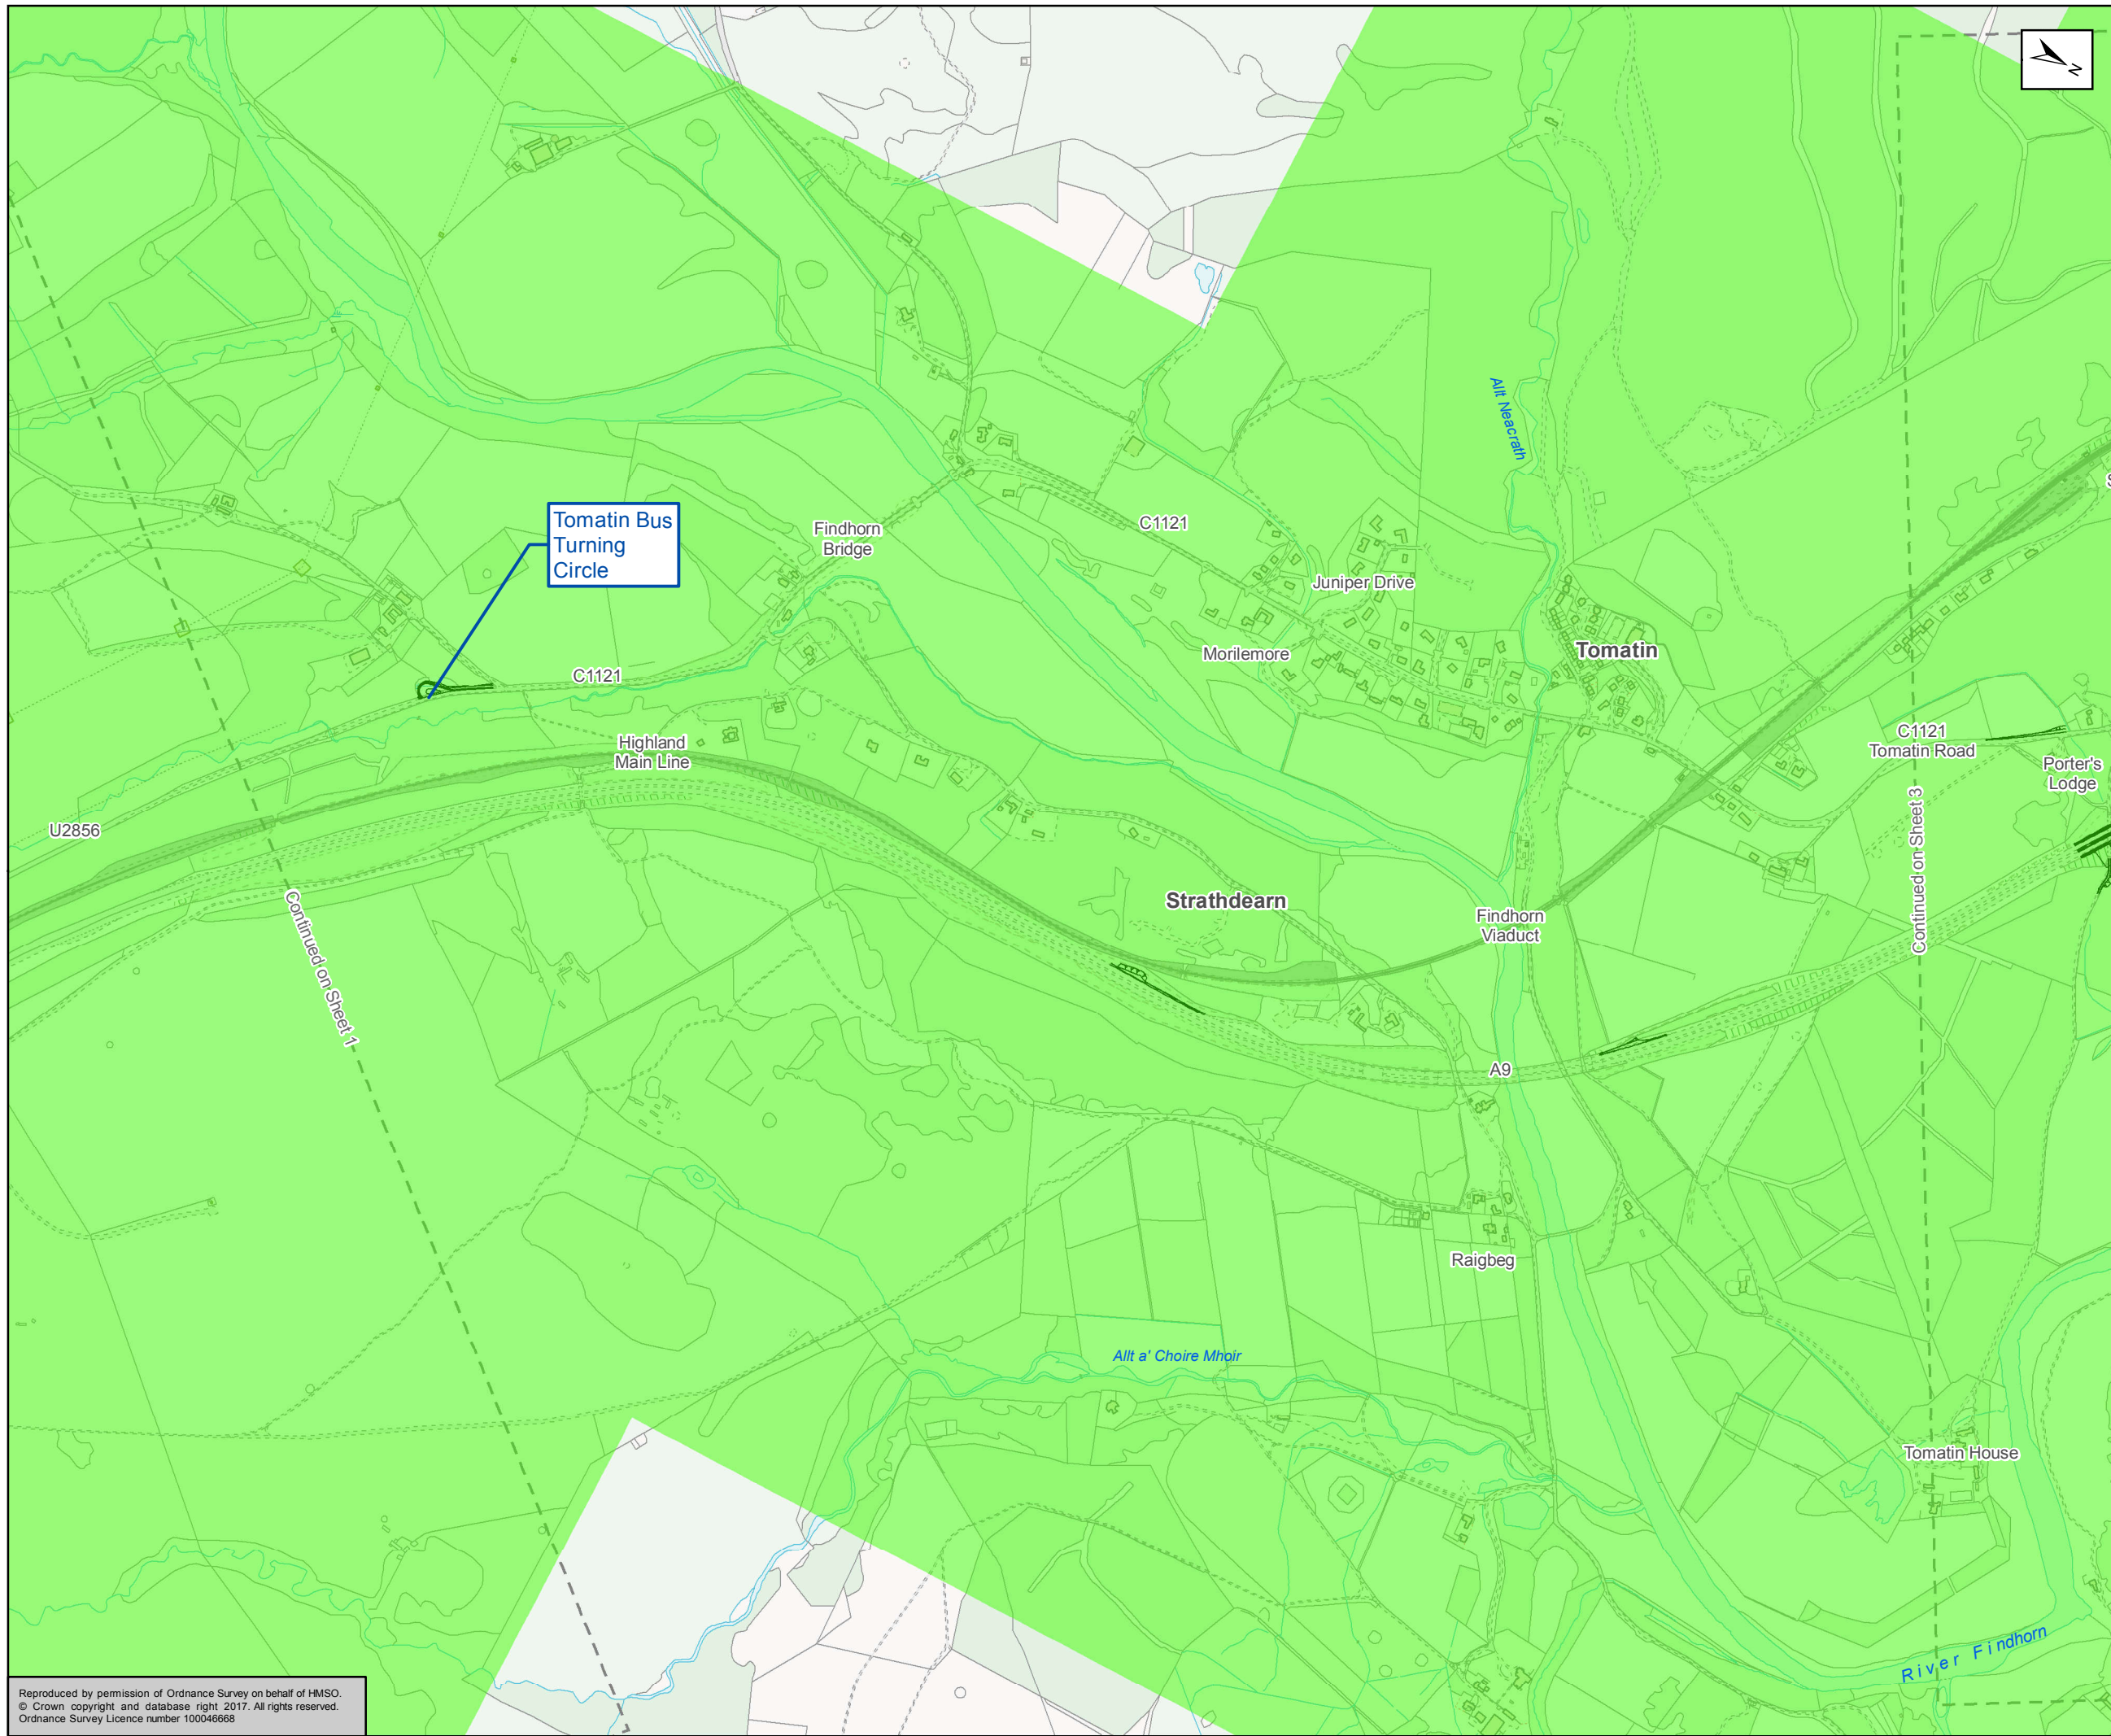 N
Allt Neacrath
Tomatin Bus
Turning
Circle
Findhorn
Bridge
C1121
Juniper Drive
Morilemore
Tomatin
C1121
Highland
Main Line
C1121
Tomatin Road
Porter's
Lodge
U2856
Continued on Sheet 3
Strathdearn
Findhorn
Viaduct
Continued on Sheet 1
A9
Raigbeg
Allt a' Choire Mhoir
Tomatin House
River Findhorn
Reproduced by permission of Ordnance Survey on behalf of HMSO.
© Crown copyright and database right 2017. All rights reserved.
Ordnance Survey Licence number 100046668